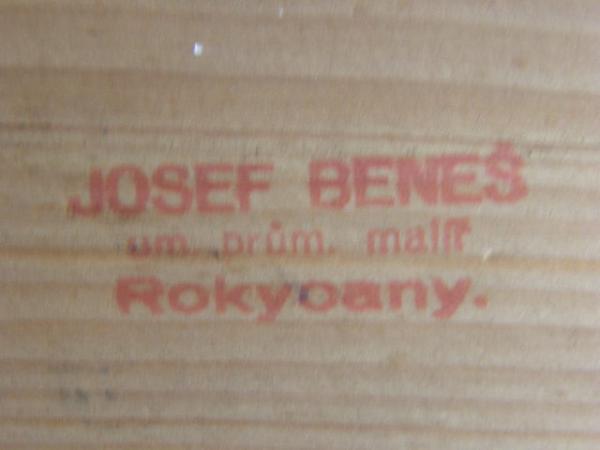 JOSEF BENEŠ
um. prům. malíř
Rokycany.